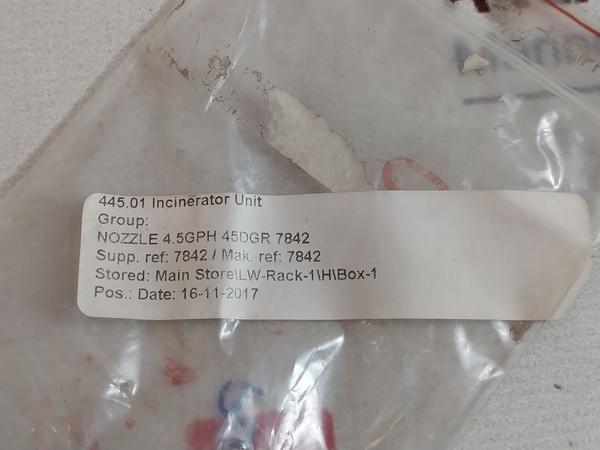 445.01 Incinerator Unit
Group:
NOZZLE 4.5GPH 45DGR 7842
Supp. ref: 7842 / Mak. ref: 7842
Stored: Main Store\LW-Rack-1\H\Box-1
Pos.: Date: 16-11-2017